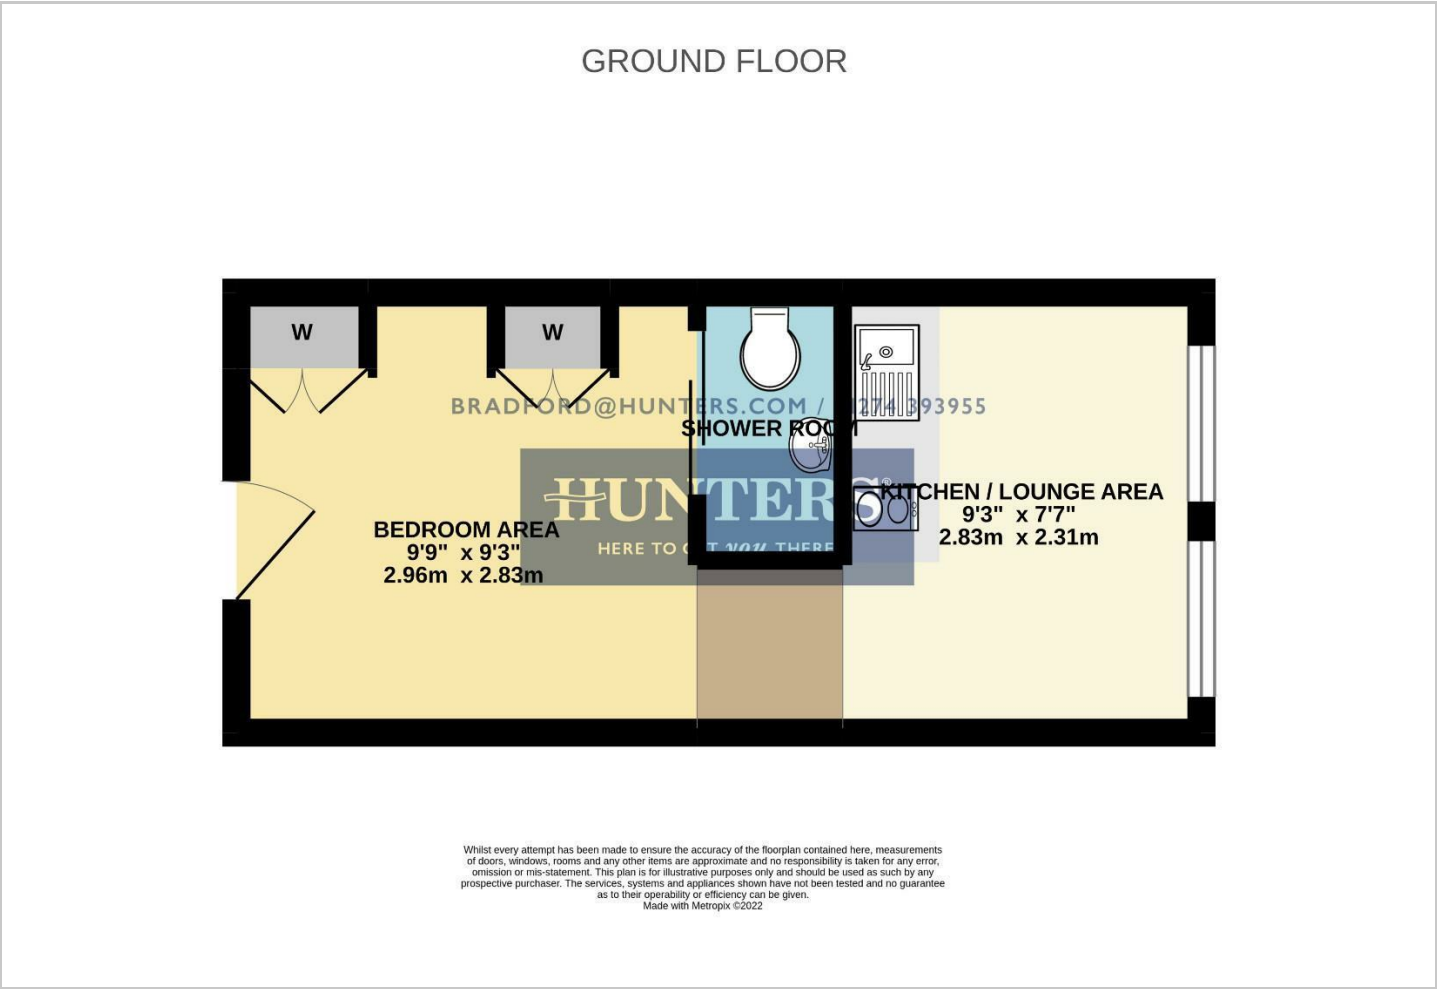 GROUND FLOOR
W
W
BRADFORD@HUNTERS.COM / 01274 393955
SHOWER ROOM
HUNTERS®
HERE TO GET you THERE
KITCHEN / LOUNGE AREA
9'3" x 7'7"
2.83m x 2.31m
BEDROOM AREA
9'9" x 9'3"
2.96m x 2.83m
Whilst every attempt has been made to ensure the accuracy of the floorplan contained here, measurements
of doors, windows, rooms and any other items are approximate and no responsibility is taken for any error,
omission or mis-statement. This plan is for illustrative purposes only and should be used as such by any
prospective purchaser. The services, systems and appliances shown have not been tested and no guarantee
as to their operability or efficiency can be given.
Made with Metropix ©2022